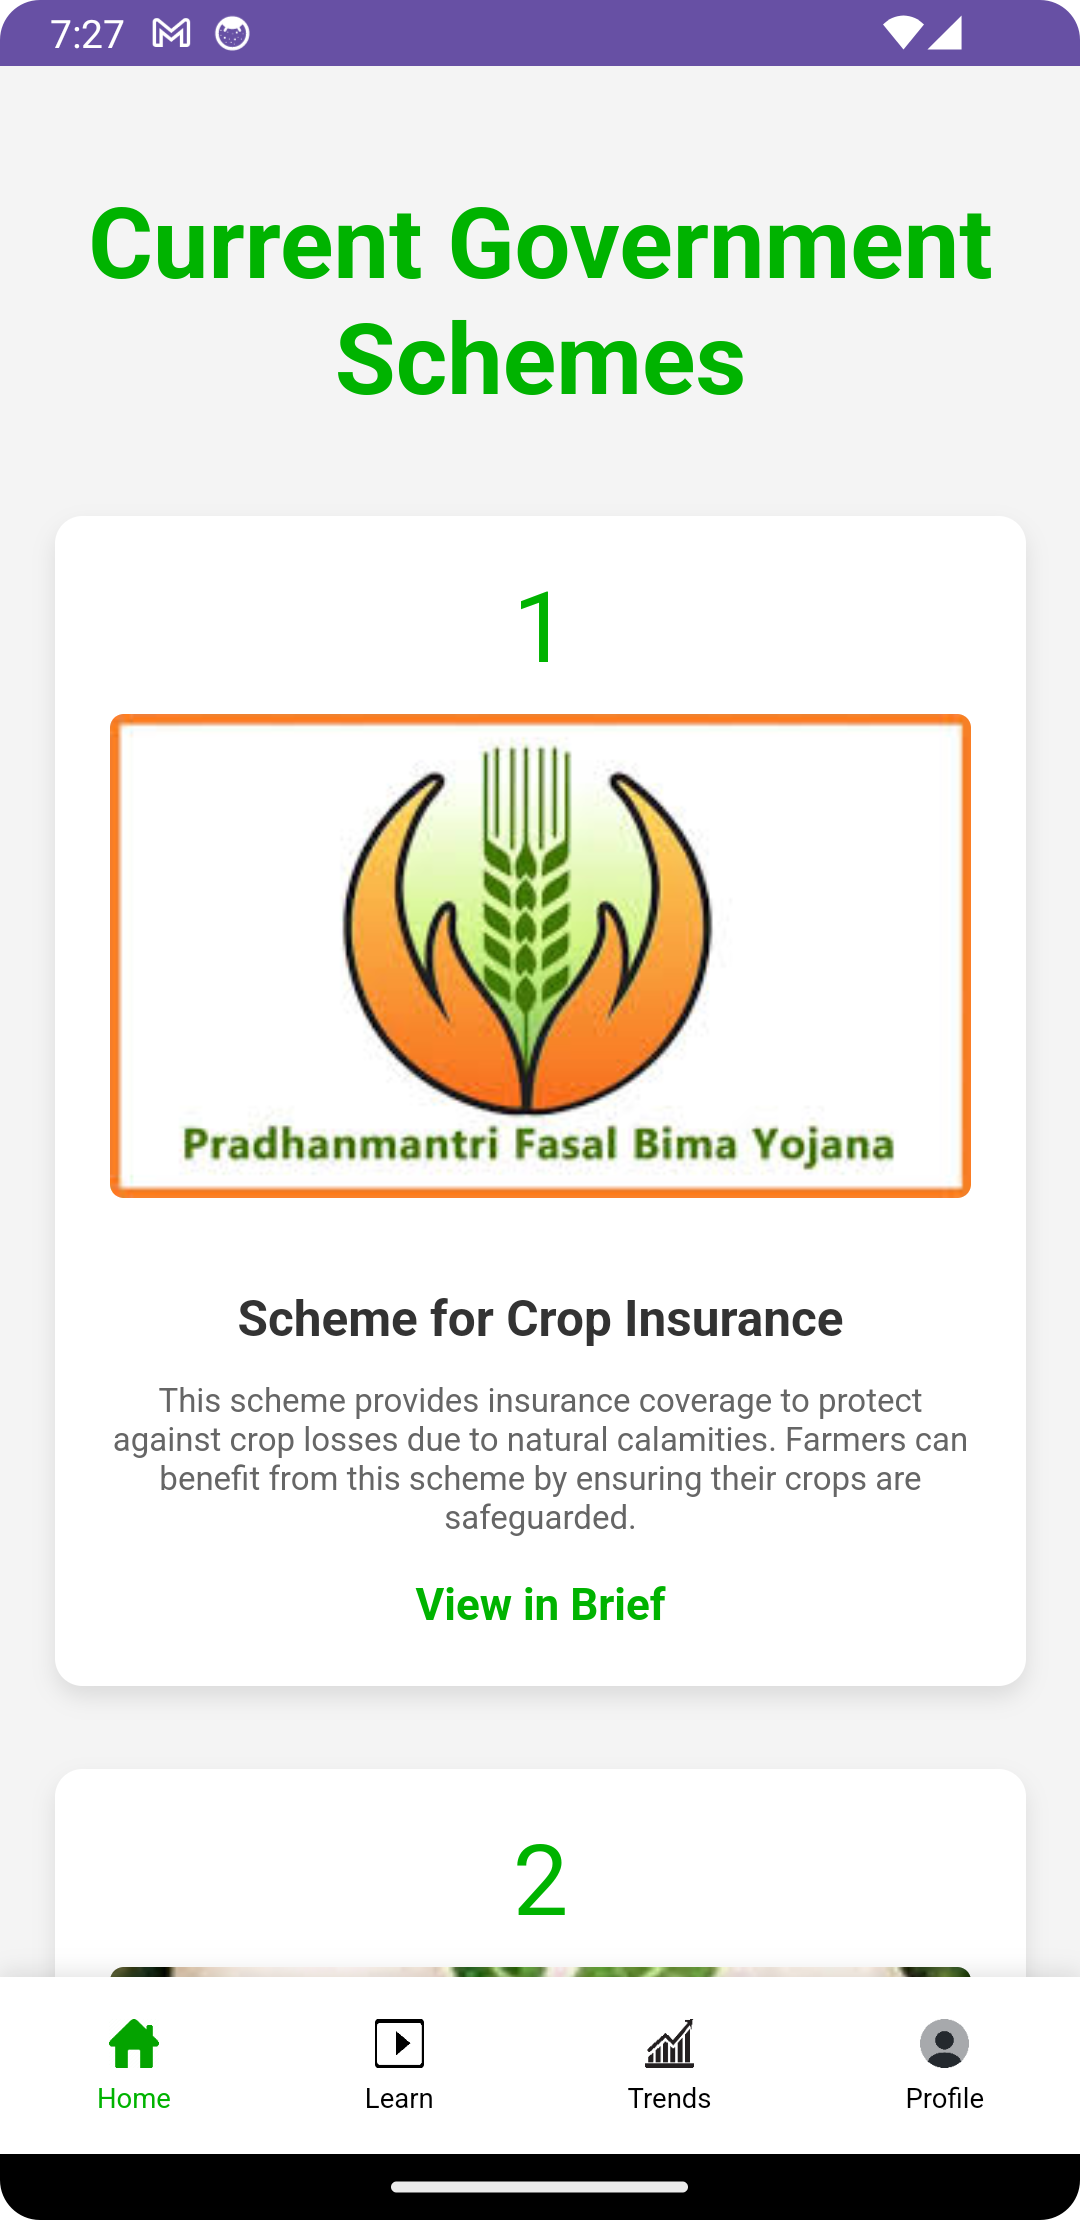 7:27
Current Government
Schemes
1
Pradhanmantri Fasal Bima Yojana
Scheme for Crop Insurance
This scheme provides insurance coverage to protect
against crop losses due to natural calamities. Farmers can
benefit from this scheme by ensuring their crops are
safeguarded.
View in Brief
2
Home Learn Trends Profile